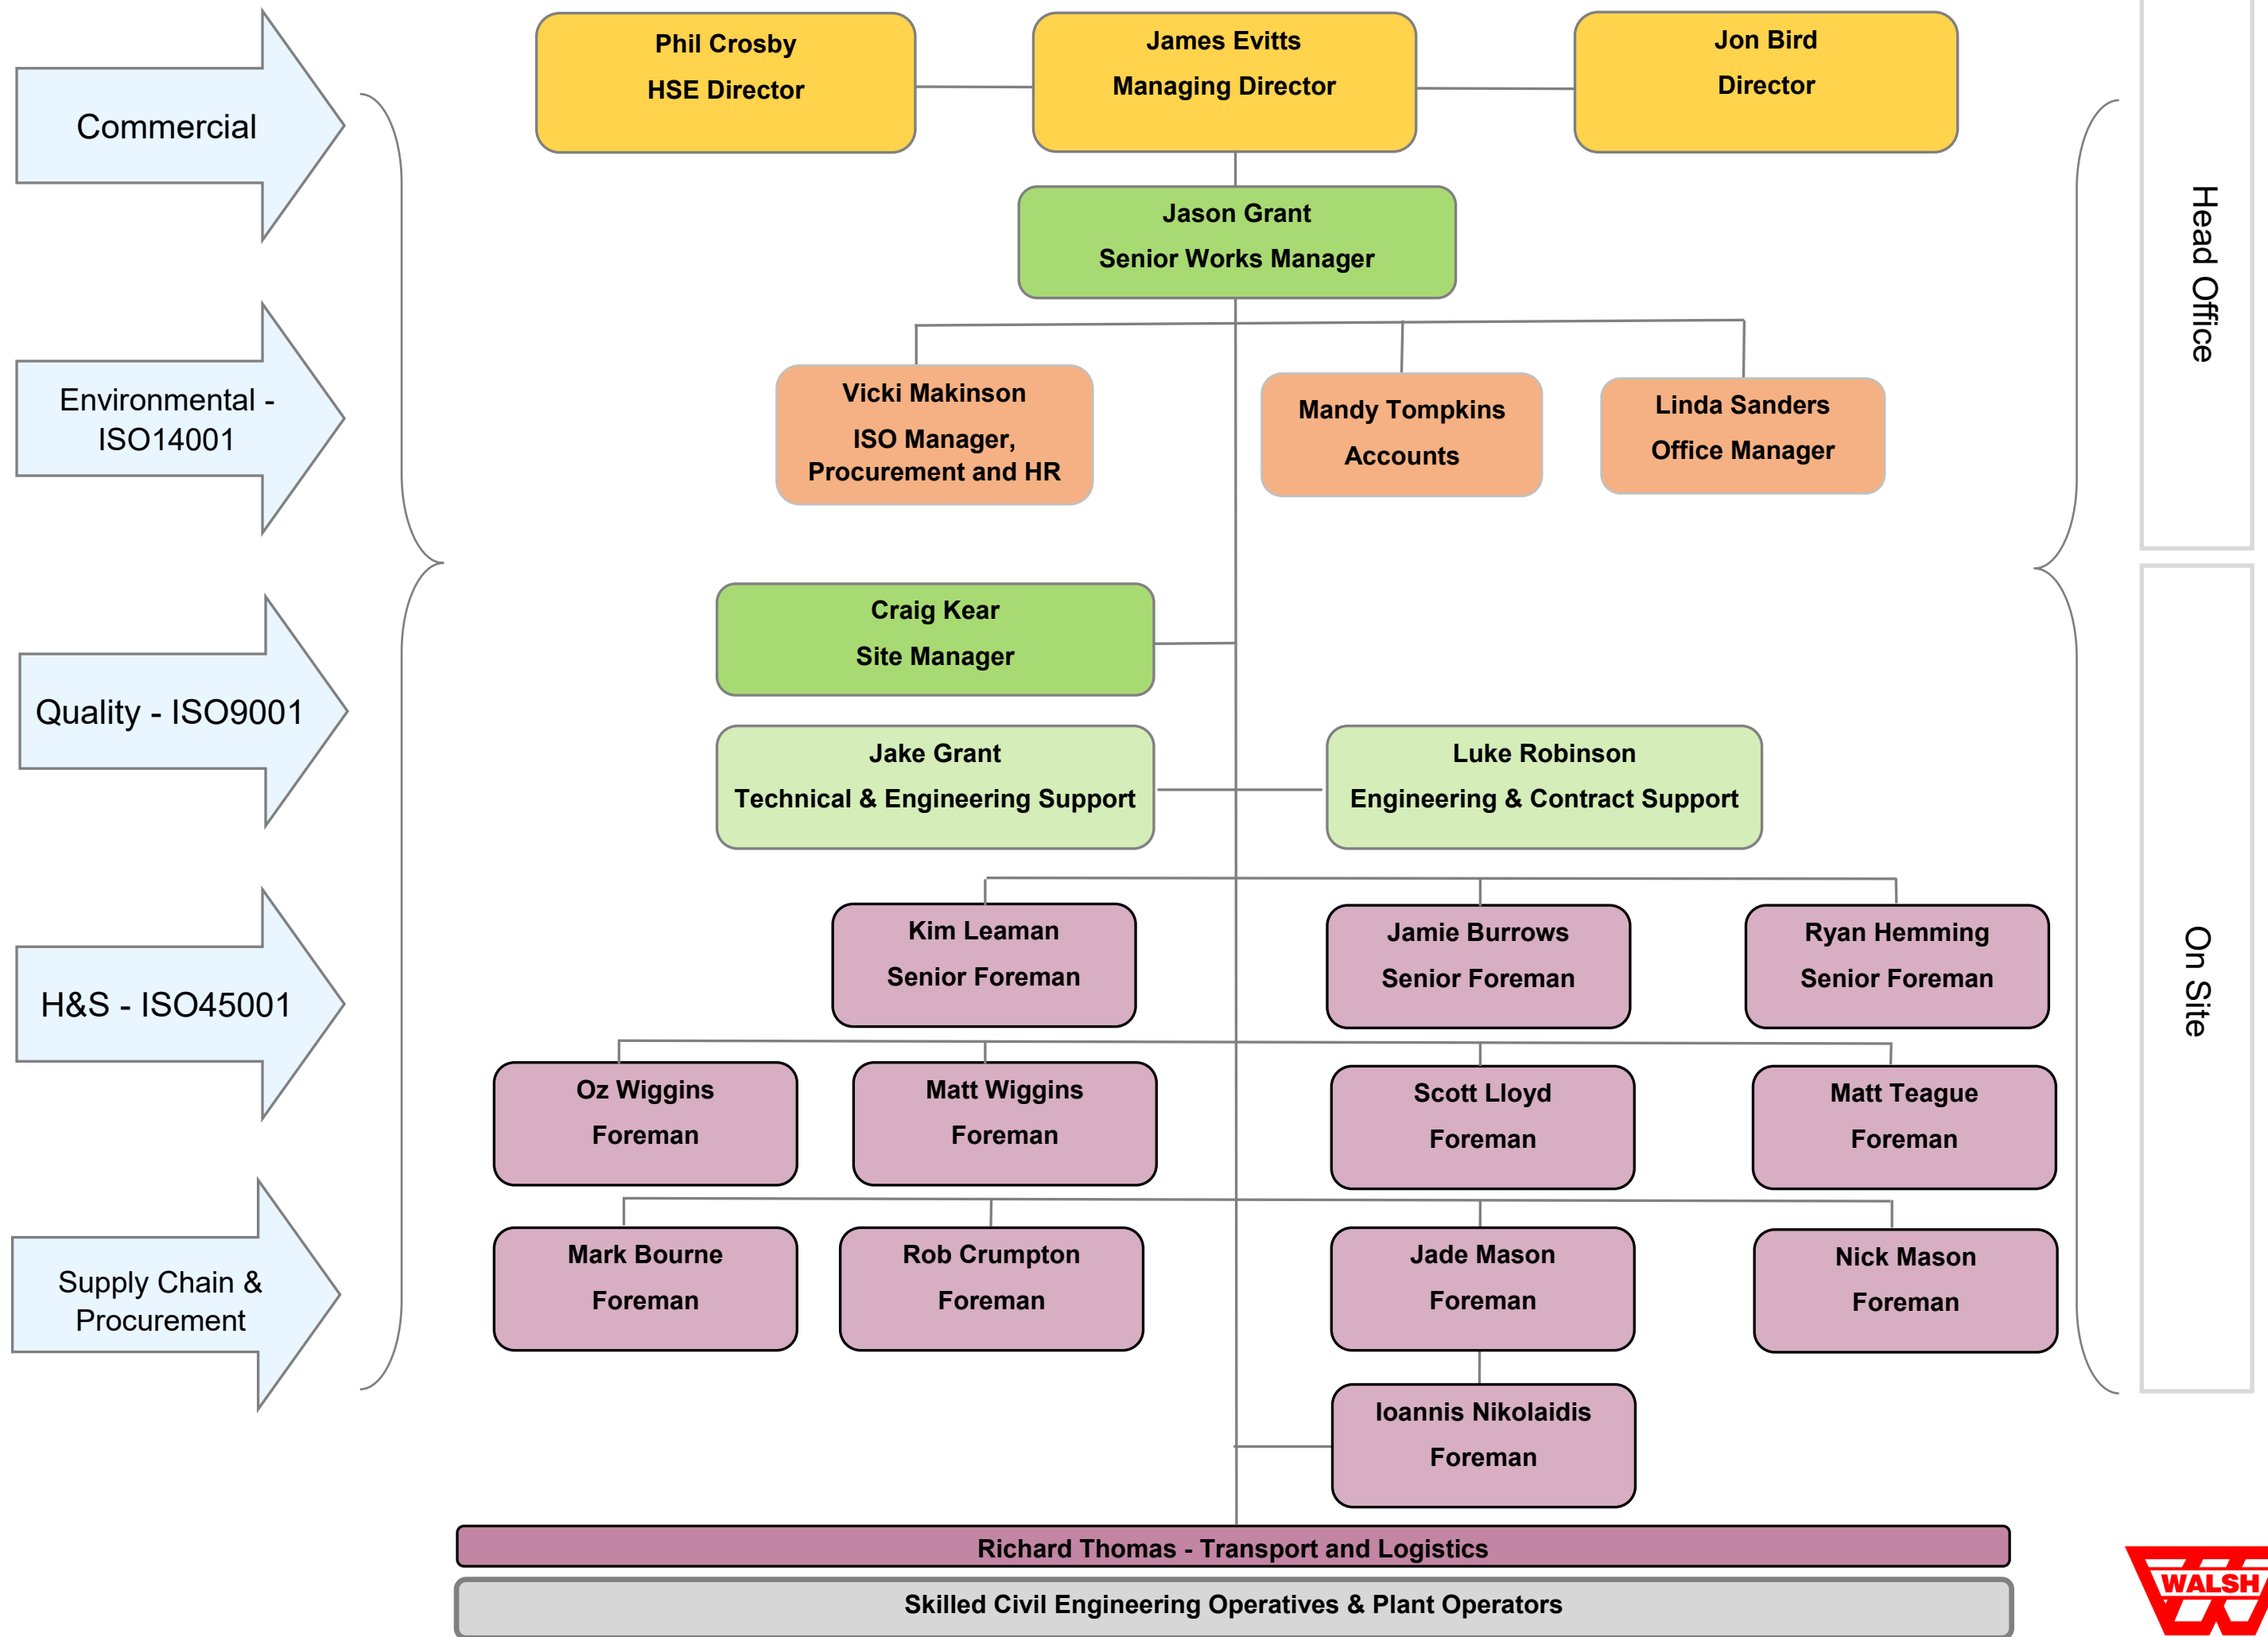 Commercial
Environmental -
ISO14001
Quality - ISO9001
H&S - ISO45001
Supply Chain &
Procurement
Phil Crosby
HSE Director
James Evitts
Managing Director
Jon Bird
Director
Jason Grant
Senior Works Manager
Vicki Makinson
ISO Manager,
Procurement and HR
Mandy Tompkins
Accounts
Linda Sanders
Office Manager
Craig Kear
Site Manager
Jake Grant
Technical & Engineering Support
Luke Robinson
Engineering & Contract Support
Kim Leaman
Senior Foreman
Jamie Burrows
Senior Foreman
Ryan Hemming
Senior Foreman
Oz Wiggins
Foreman
Matt Wiggins
Foreman
Scott Lloyd
Foreman
Matt Teague
Foreman
Mark Bourne
Foreman
Rob Crumpton
Foreman
Jade Mason
Foreman
Nick Mason
Foreman
Ioannis Nikolaidis
Foreman
Richard Thomas - Transport and Logistics
Skilled Civil Engineering Operatives & Plant Operators
Head Office
On Site
WALSH